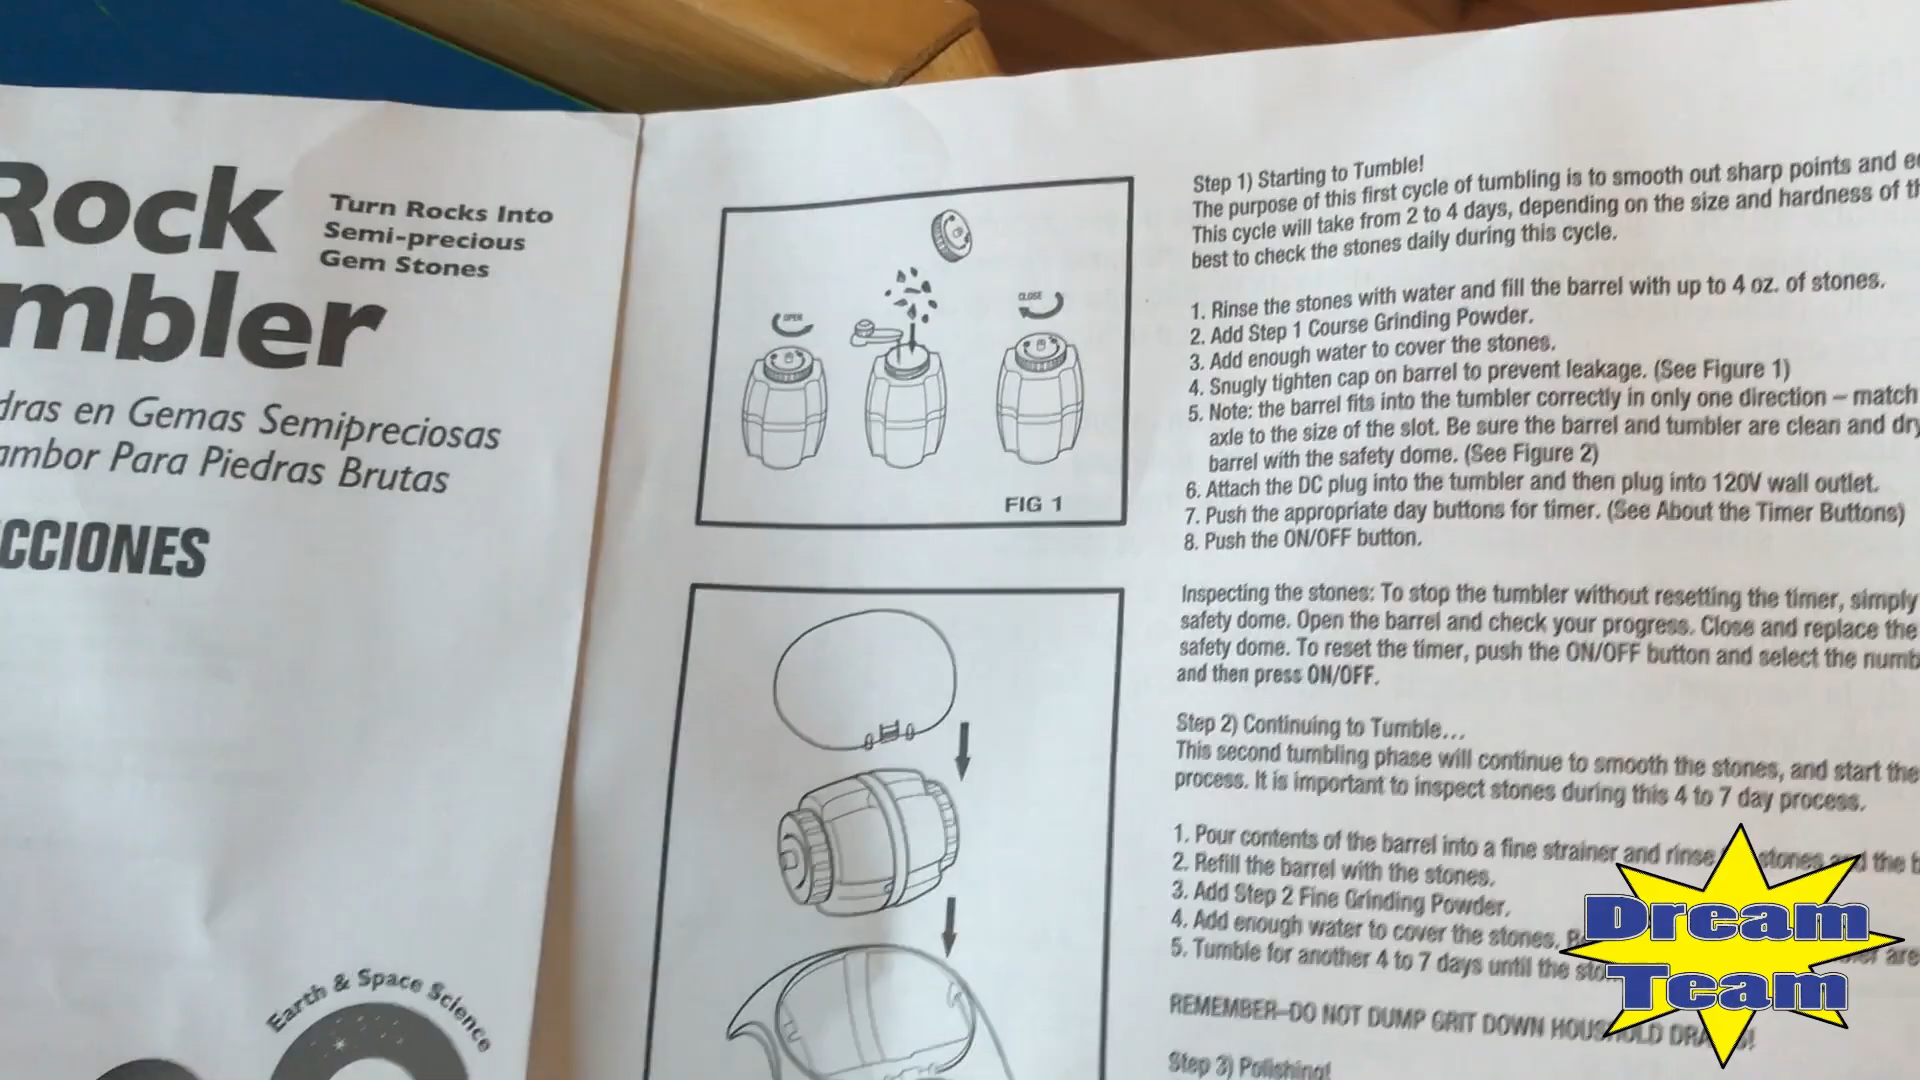 Rock
mbler
Turn Rocks Into
Semi-precious
Gem Stones
dras en Gemas Semipreciosas
ambor Para Piedras Brutas
CCIONES
Earth & Space Science
OPEN
CLOSE
FIG 1
Step 1) Starting to Tumble!
The purpose of this first cycle of tumbling is to smooth out sharp points and
This cycle will take from 2 to 4 days, depending on the size and hardness of
best to check the stones daily during this cycle.
1. Rinse the stones with water and fill the barrel with up to 4 oz. of stones.
2. Add Step 1 Course Grinding Powder.
3. Add enough water to cover the stones.
4. Snugly tighten cap on barrel to prevent leakage. (See Figure 1)
5. Note: the barrel fits into the tumbler correctly in only one direction – match
axle to the size of the slot. Be sure the barrel and tumbler are clean and dry
barrel with the safety dome. (See Figure 2)
6. Attach the DC plug into the tumbler and then plug into 120V wall outlet.
7. Push the appropriate day buttons for timer. (See About the Timer Buttons)
8. Push the ON/OFF button.
Inspecting the stones: To stop the tumbler without resetting the timer, simply
safety dome. Open the barrel and check your progress. Close and replace the
safety dome. To reset the timer, push the ON/OFF button and select the numb
and then press ON/OFF.
Step 2) Continuing to Tumble...
This second tumbling phase will continue to smooth the stones, and start the
process. It is important to inspect stones during this 4 to 7 day process.
1. Pour contents of the barrel into a fine strainer and rinse stones and the b
2. Refill the barrel with the stones.
3. Add Step 2 Fine Grinding Powder.
4. Add enough water to cover the stones.
5. Tumble for another 4 to 7 days until the are
REMEMBER–DO NOT DUMP GRIT DOWN HOUSEHOLD
Step 3) Polishing!
Dream
Team